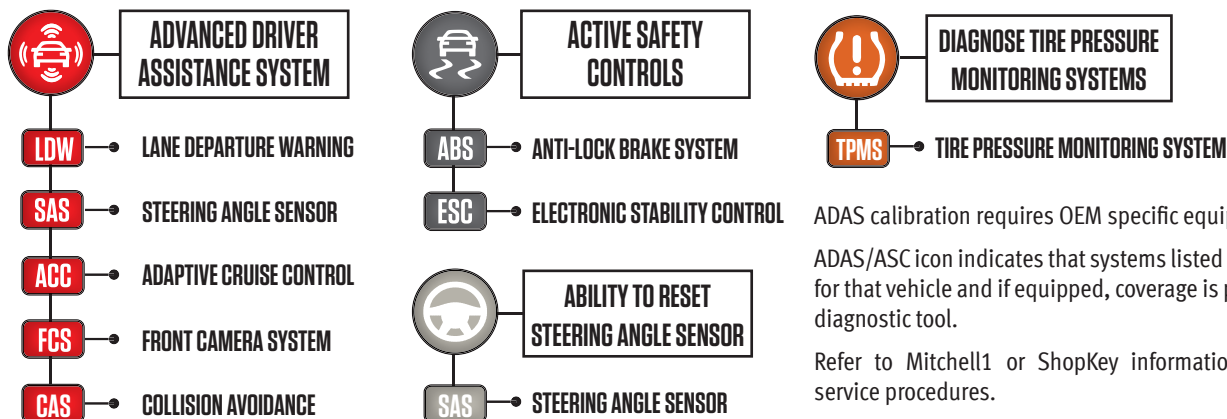 ADVANCED DRIVER
ASSISTANCE SYSTEM
LDW LANE DEPARTURE WARNING
SAS STEERING ANGLE SENSOR
ACC ADAPTIVE CRUISE CONTROL
FCS FRONT CAMERA SYSTEM
CAS COLLISION AVOIDANCE
ACTIVE SAFETY
CONTROLS
ABS ANTI-LOCK BRAKE SYSTEM
ESC ELECTRONIC STABILITY CONTROL
ABILITY TO RESET
STEERING ANGLE SENSOR
SAS STEERING ANGLE SENSOR
DIAGNOSE TIRE PRESSURE
MONITORING SYSTEMS
TPMS TIRE PRESSURE MONITORING SYSTEM
ADAS calibration requires OEM specific
ADAS/ASC icon indicates that systems listed
for that vehicle and if equipped, coverage is
diagnostic tool.
Refer to Mitchell1 or ShopKey
service procedures.